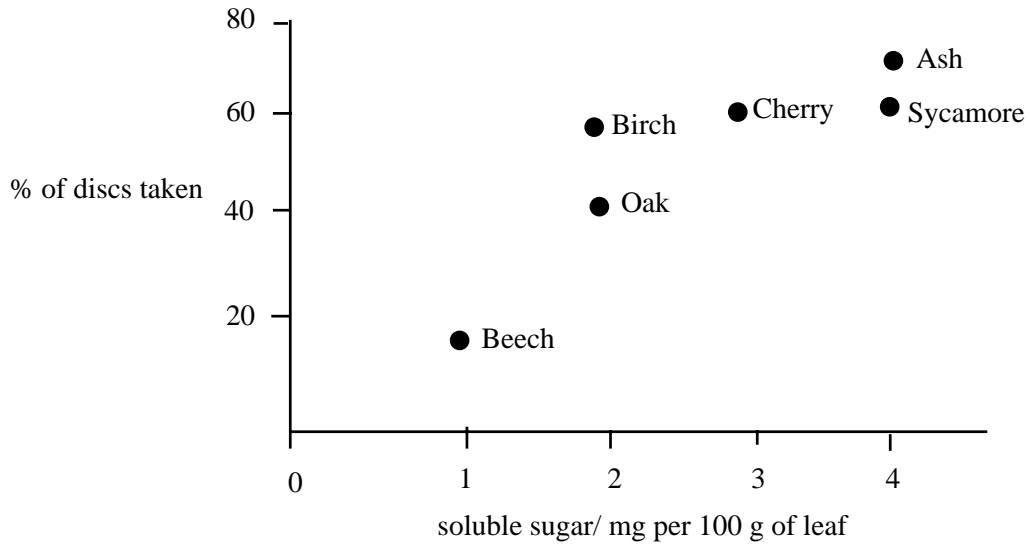 80
Ash
60
Birch
Cherry
Sycamore
% of discs taken
40
Oak
20
Beech
0
1
2
3
4
soluble sugar/ mg per 100 g of leaf